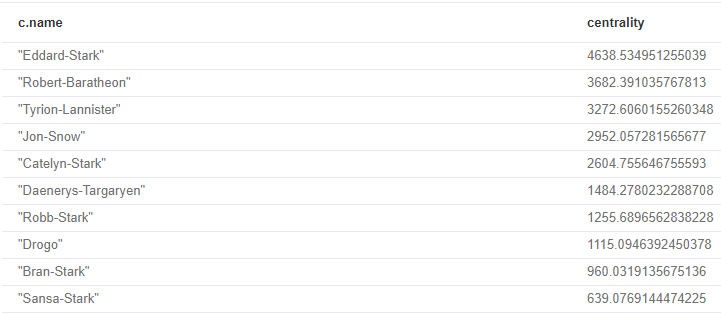 c.name centrality
"Eddard-Stark" 4638.534951255039
"Robert-Baratheon" 3682.391035767813
"Tyrion-Lannister" 3272.6060155260348
"Jon-Snow" 2952.057281565677
"Catelyn-Stark" 2604.755646755593
"Daenerys-Targaryen" 1484.2780232288708
"Robb-Stark" 1255.6896562838228
"Drogo" 1115.0946392450378
"Bran-Stark" 960.0319135675136
"Sansa-Stark" 639.0769144474225